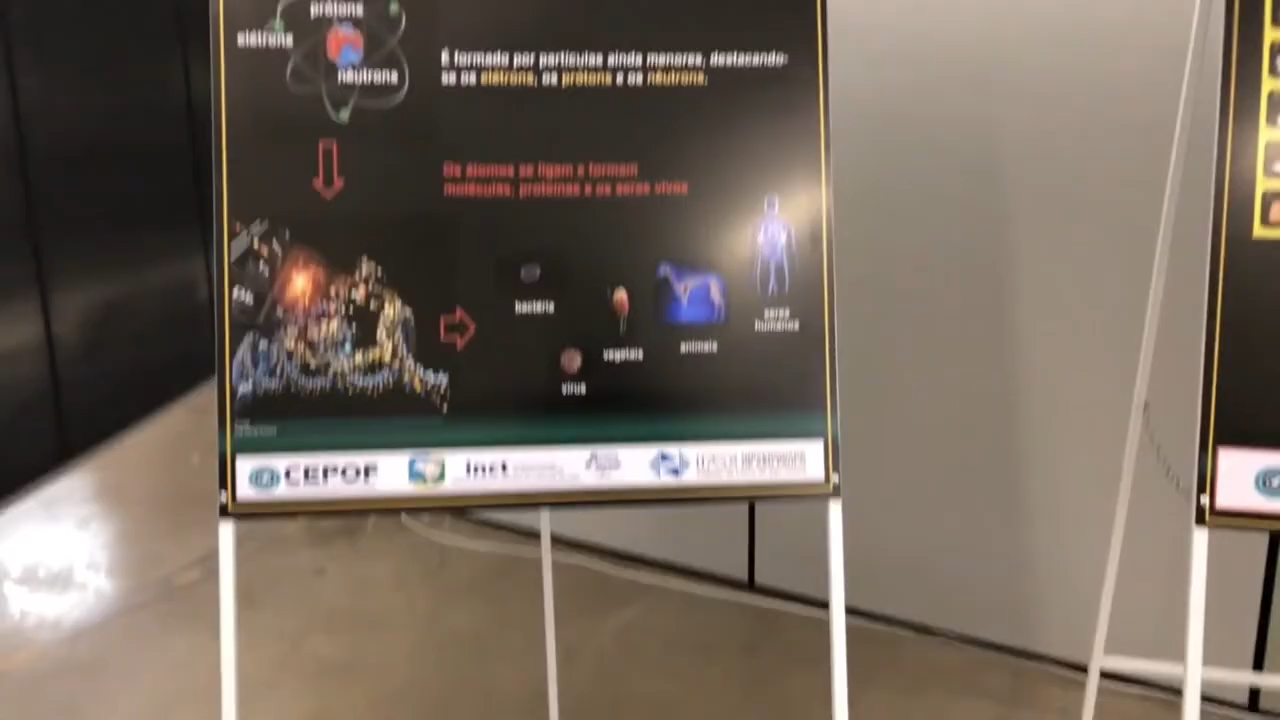 prótons
elétrons
nêutrons
É formado por partículas ainda menores, destacando-
se os elétrons, os prótons e os nêutrons.
Os átomos se ligam e formam
moléculas, proteínas e os seres vivos
bactéria
vírus
vegetais
animais
seres
humanos
CEPOF
inct